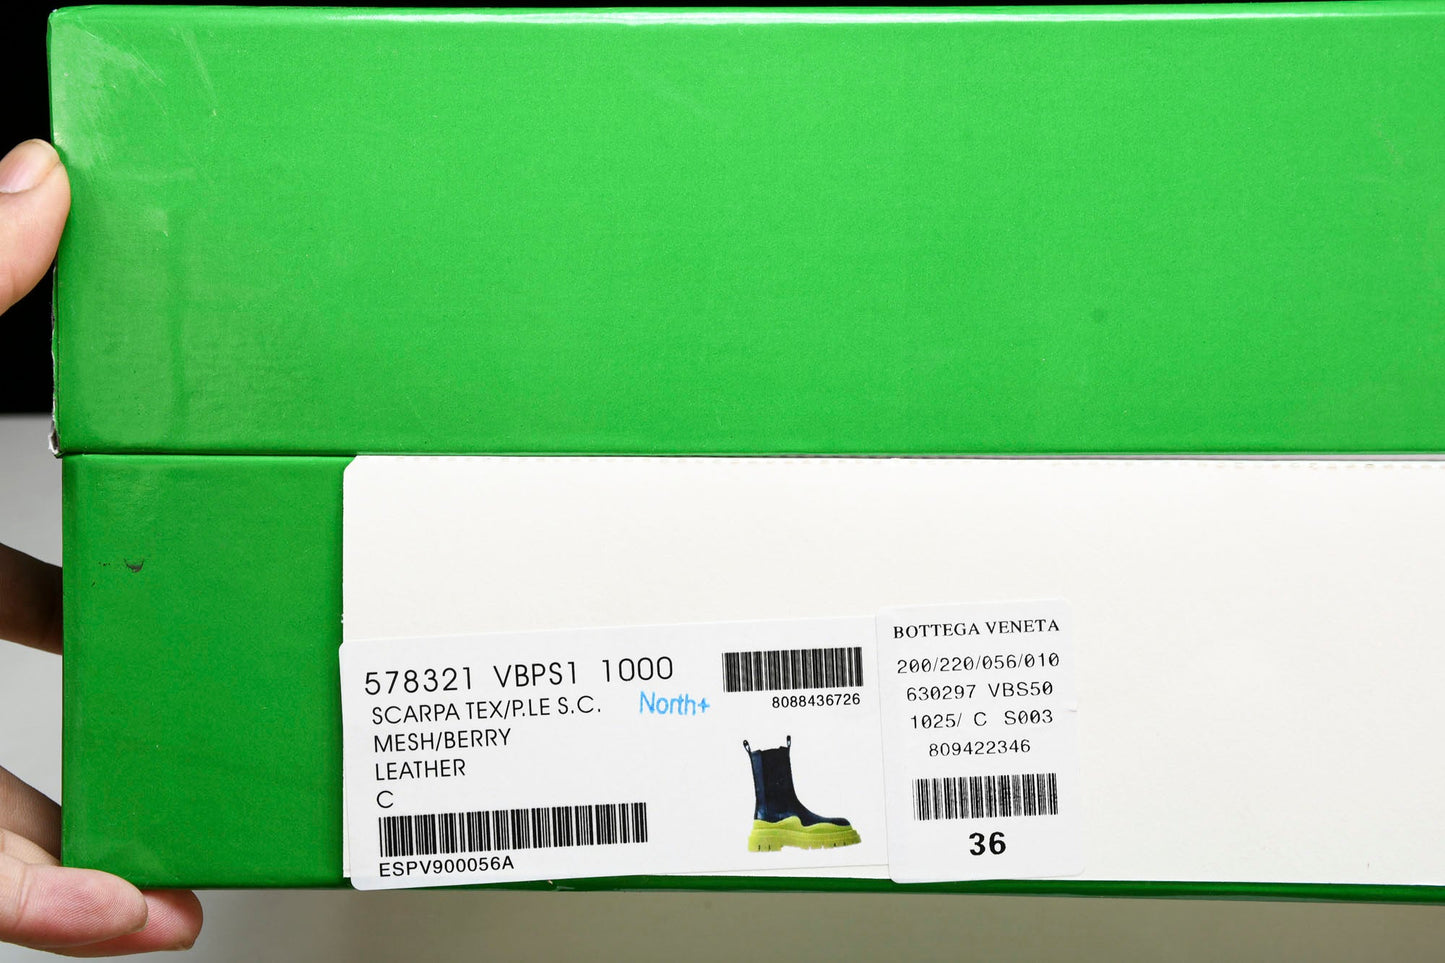 578321 VBPS1 1000
SCARPA TEX/P.LE S.C.
North+
MESH/BERRY
LEATHER
C
ESPV900056A
8088436726
BOTTEGA VENETA
200/220/056/010
630297 VBS50
1025/ C S003
809422346
36